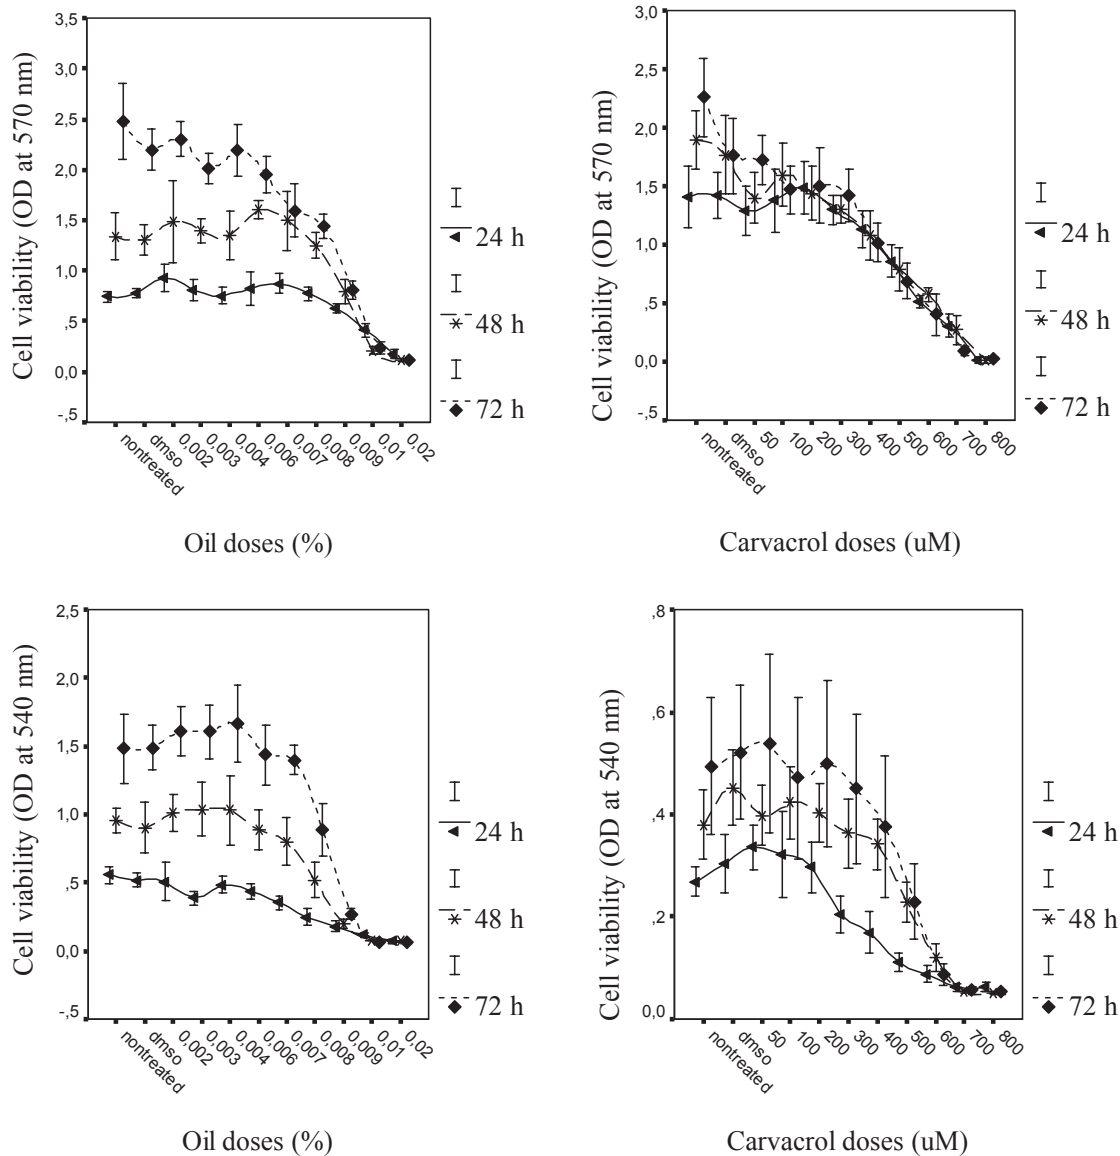 3,5
3,0
2,5
2,0
1,5
1,0
,5
0,0
-,5
Cell viability (OD at 570 nm)
nontreated
dmso
0,002
0,003
0,004
0,006
0,007
0,008
0,009
0,01
0,02
Oil doses (%)
24 h
48 h
72 h
3,0
2,5
2,0
1,5
1,0
,5
0,0
-,5
Cell viability (OD at 570 nm)
nontreated
dmso
50
100
200
300
400
500
600
700
800
Carvacrol doses (uM)
24 h
48 h
72 h
2,5
2,0
1,5
1,0
,5
0,0
-,5
Cell viability (OD at 540 nm)
nontreated
dmso
0,002
0,003
0,004
0,006
0,007
0,008
0,009
0,01
0,02
Oil doses (%)
24 h
48 h
72 h
,8
,6
,4
,2
0,0
Cell viability (OD at 540 nm)
nontreated
dmso
50
100
200
300
400
500
600
700
800
Carvacrol doses (uM)
24 h
48 h
72 h